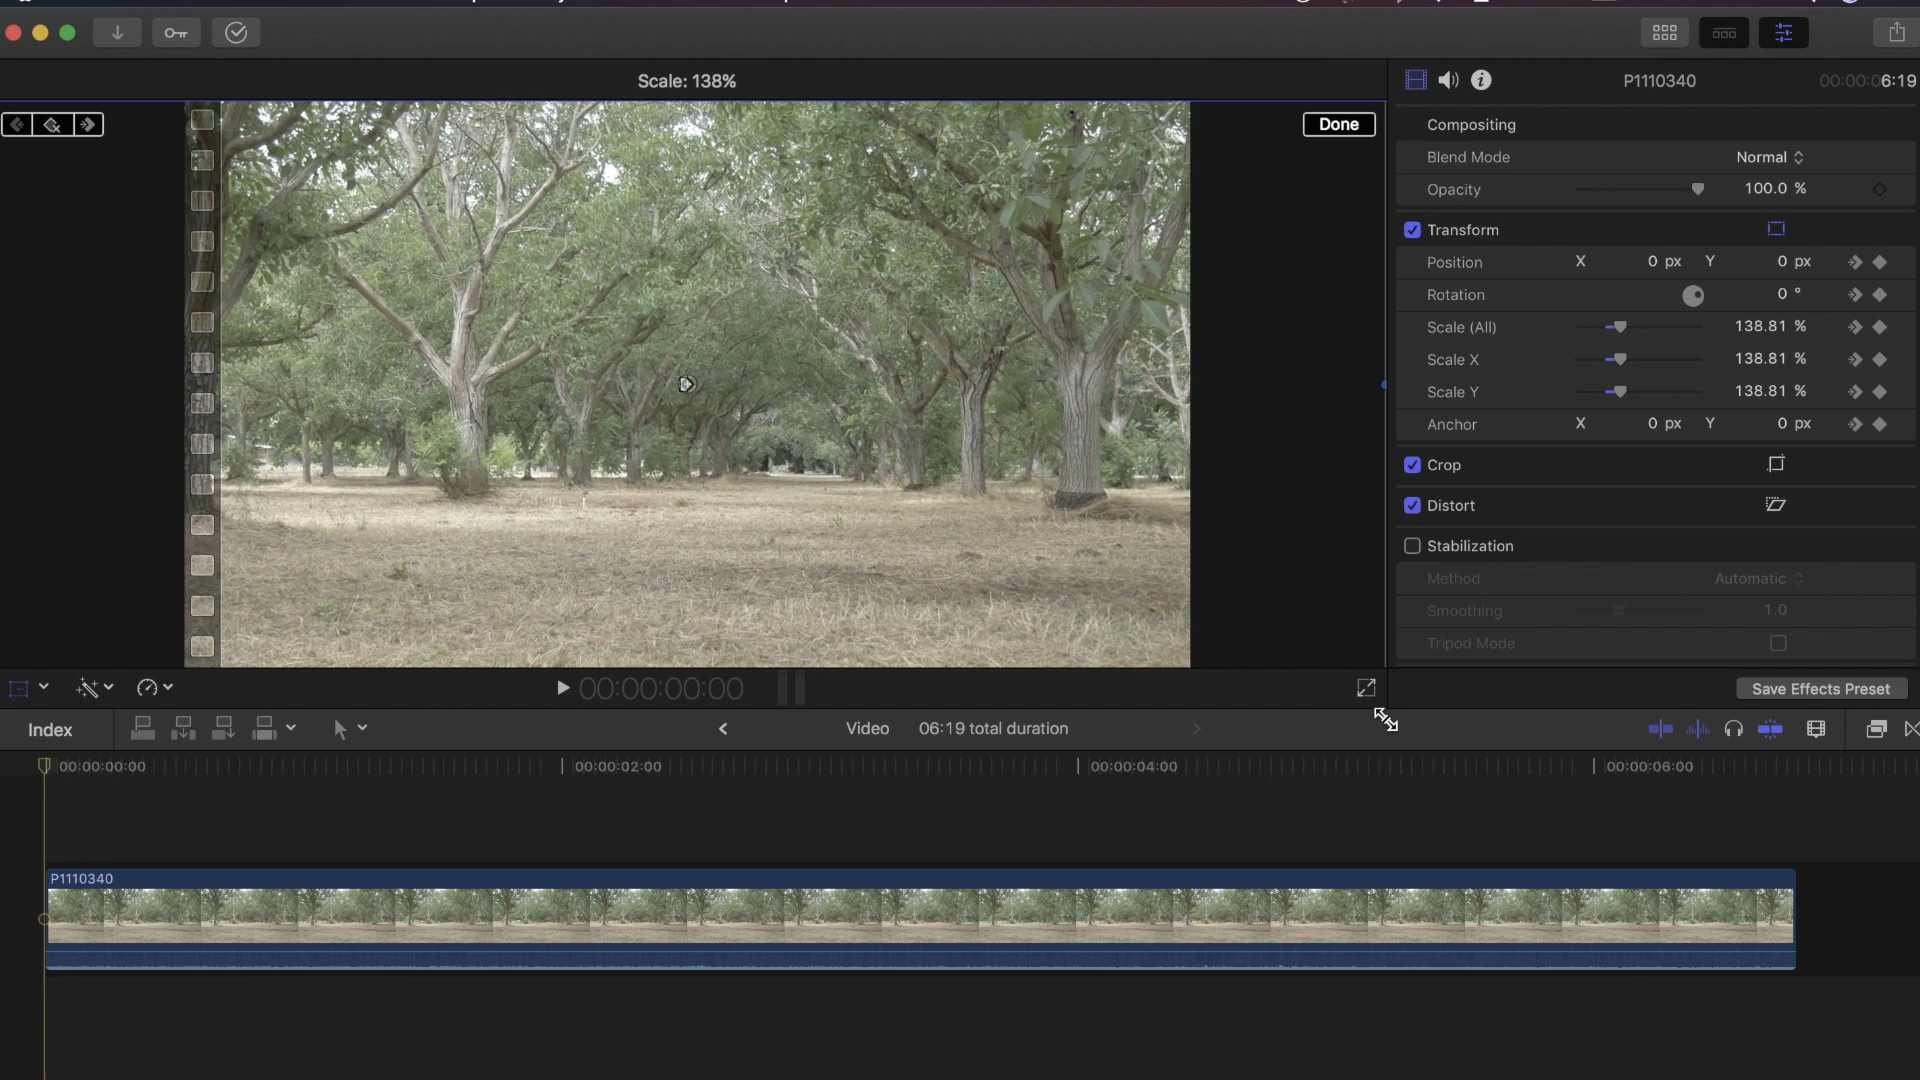 Scale: 138%
P1110340
00:00:06:19
Done
Compositing
Blend Mode
Normal
Opacity
100.0 %
Transform
Position X 0 px Y 0 px
Rotation 0 °
Scale (All) 138.81 %
Scale X 138.81 %
Scale Y 138.81 %
Anchor X 0 px Y 0 px
Crop
Distort
Stabilization
Method Automatic
Smoothing 1.0
Tripod Mode
00:00:00:00
Save Effects Preset
Index
Video 06:19 total duration
00:00:00:00 00:00:02:00 00:00:04:00 00:00:06:00
P1110340